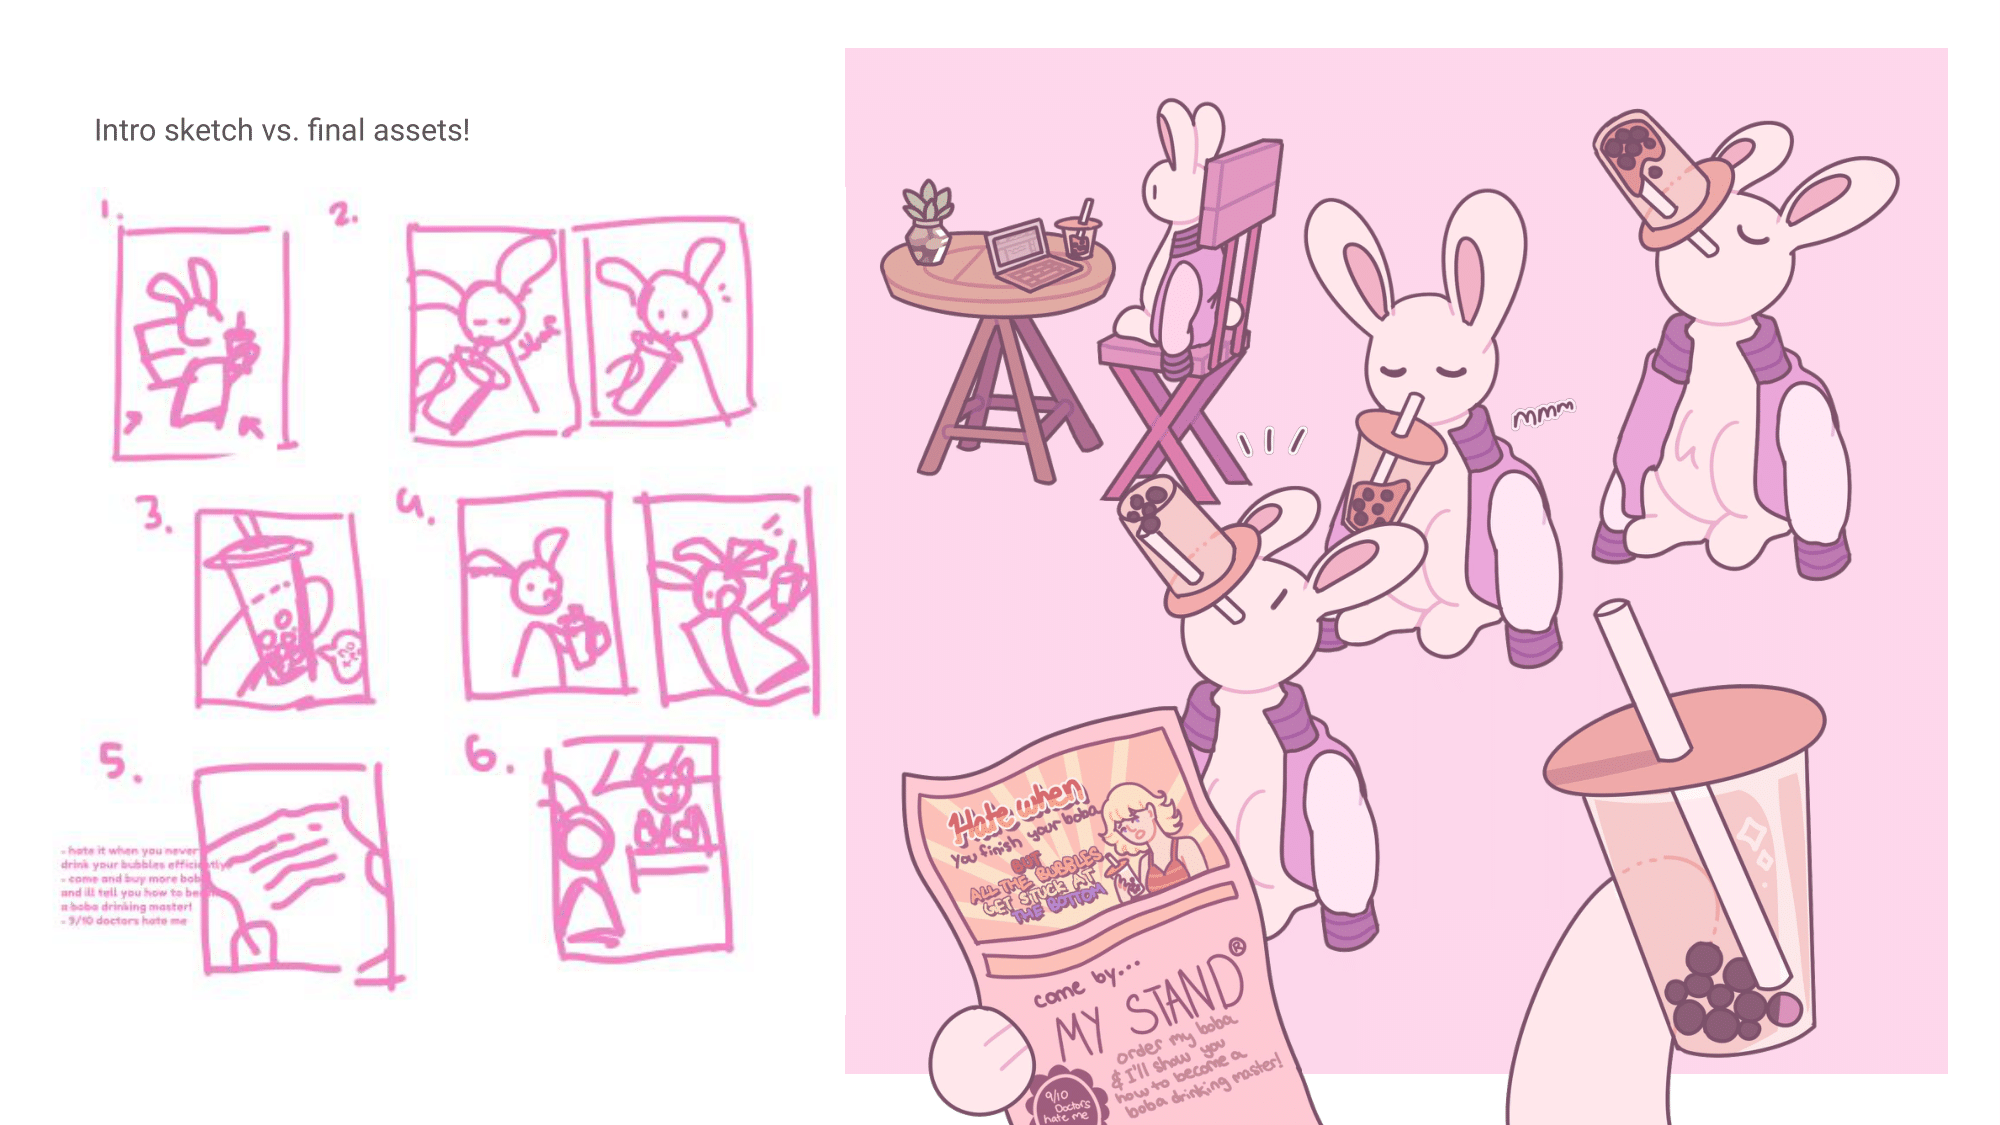 Intro sketch vs. final assets!
1.
2.
slurp
3.
4.
5.
6.
- hate it when you never
drink your bubbles efficiently
- come and buy more boba
and ill tell you how to be
a boba drinking master!
- 9/10 doctors hate me
mmm
Hate when
you finish your boba
BUT
ALL THE BUBBLES
GET STUCK AT
THE BOTTOM
come by...
MY STAND®
order my boba
& I'll show you
how to become a
boba drinking master!
9/10
Doctors
hate me